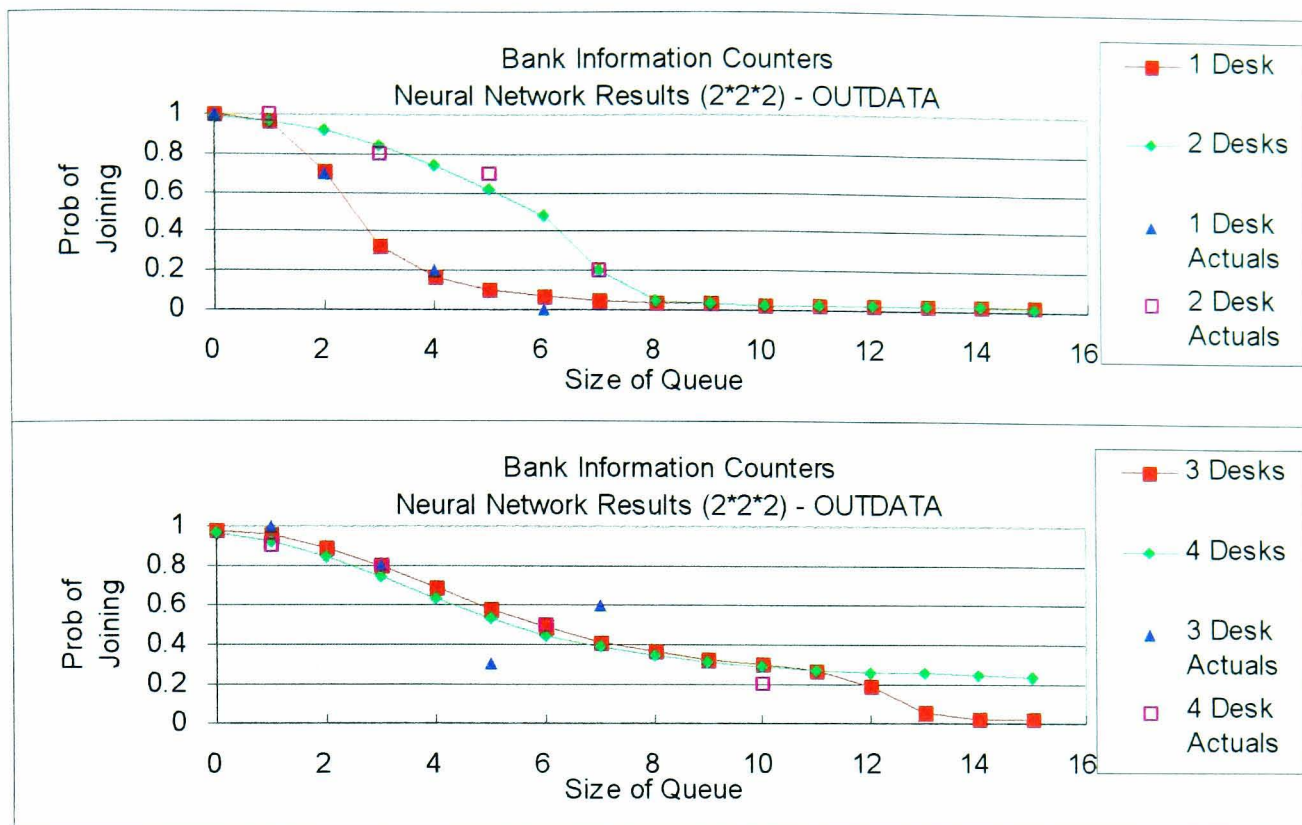 Bank Information Counters
Neural Network Results (2*2*2) - OUTDATA
Prob of
Joining
1
0.8
0.6
0.4
0.2
0
0 2 4 6 8 10 12 14 16
Size of Queue
1 Desk
2 Desks
1 Desk
Actuals
2 Desk
Actuals
Bank Information Counters
Neural Network Results (2*2*2) - OUTDATA
Prob of
Joining
1
0.8
0.6
0.4
0.2
0
0 2 4 6 8 10 12 14 16
Size of Queue
3 Desks
4 Desks
3 Desk
Actuals
4 Desk
Actuals